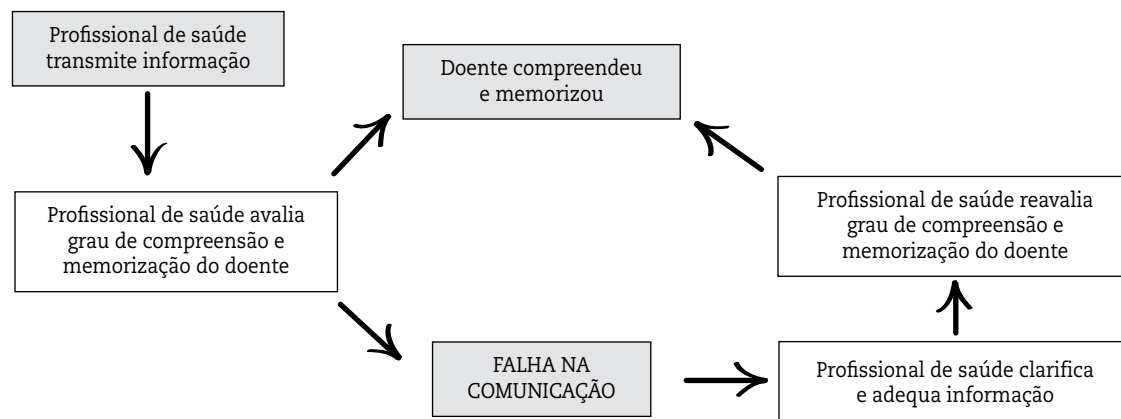 Profissional de saúde
transmite informação
Doente compreendeu
e memorizou
Profissional de saúde avalia
grau de compreensão e
memorização do doente
Profissional de saúde reavalia
grau de compreensão e
memorização do doente
FALHA NA
COMUNICAÇÃO
Profissional de saúde clarifica
e adequa informação